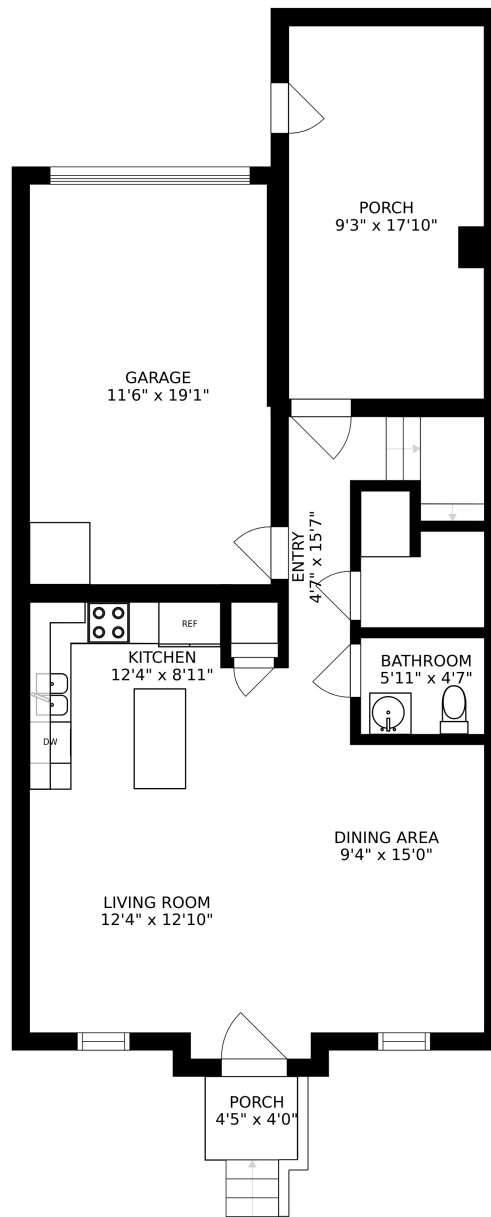 PORCH
9'3" x 17'10"
GARAGE
11'6" x 19'1"
ENTRY
4'7" x 15'7"
REF
KITCHEN
12'4" x 8'11"
BATHROOM
5'11" x 4'7"
DW
DINING AREA
9'4" x 15'0"
LIVING ROOM
12'4" x 12'10"
PORCH
4'5" x 4'0"